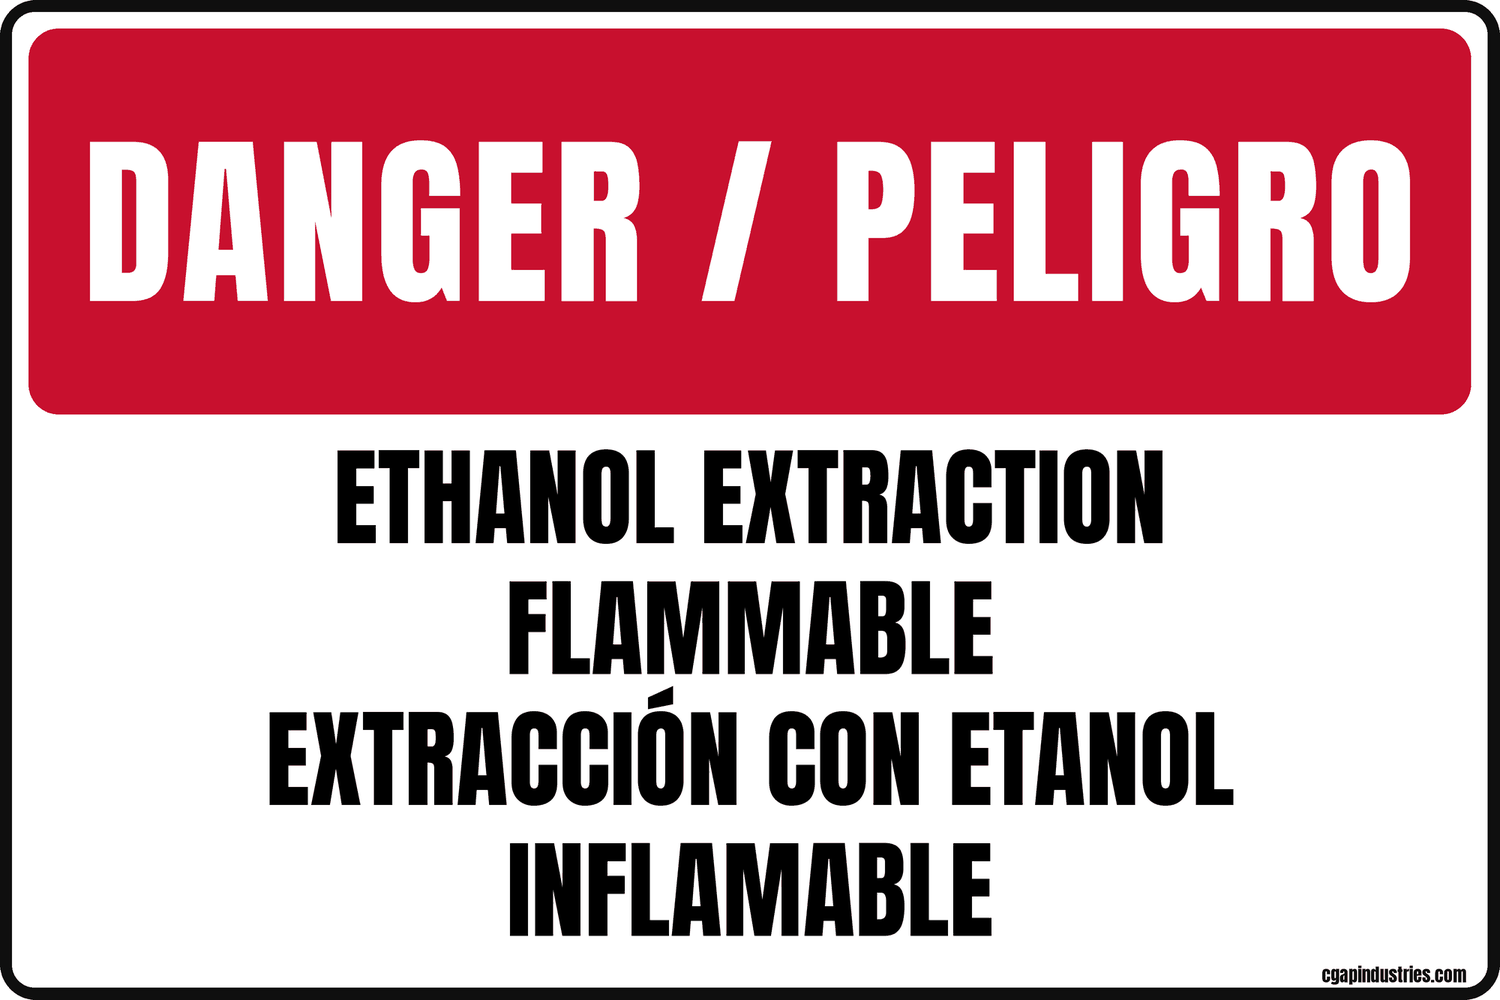 DANGER / PELIGRO
ETHANOL EXTRACTION
FLAMMABLE
EXTRACCIÓN CON ETANOL
INFLAMABLE
cgapindustries.com